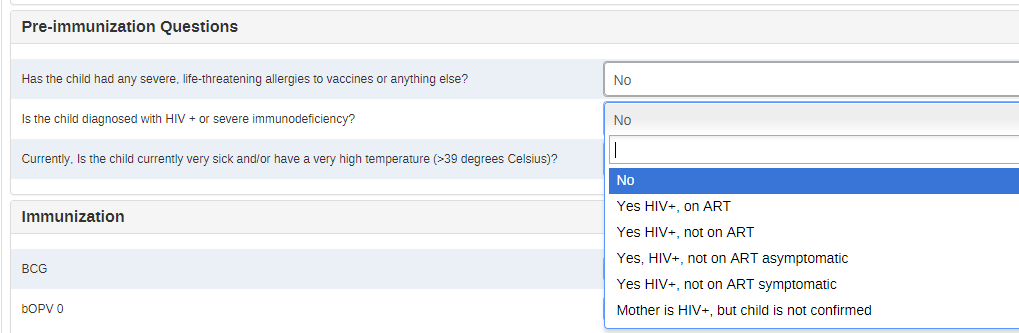 Pre-immunization Questions
Has the child had any severe, life-threatening allergies to vaccines or anything else?
No
Is the child diagnosed with HIV + or severe immunodeficiency?
No
Currently, Is the child currently very sick and/or have a very high temperature (>39 degrees Celsius)?
No
Yes HIV+, on ART
Yes HIV+, not on ART
Yes, HIV+, not on ART asymptomatic
Yes HIV+, not on ART symptomatic
Mother is HIV+, but child is not confirmed
Immunization
BCG
bOPV 0